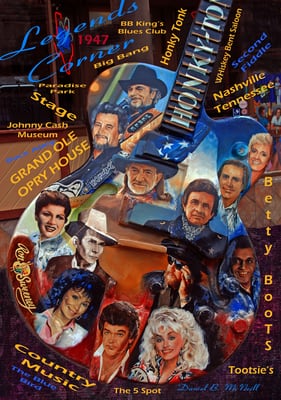 Legends
Corner
1947
BB King's
Blues Club
Big Bang
Honky Tonk
Whiskey Bent Saloon
Second
Fiddle
HONKY-TO
Paradise
Park
Stage
Nashville
Tennessee
Johnny Cash
Museum
GRAND OLE
OPRY HOUSE
Betty BooTS
Country
Music
The Blue
Bird
The 5 Spot
Tootsie's
David B. McNeill